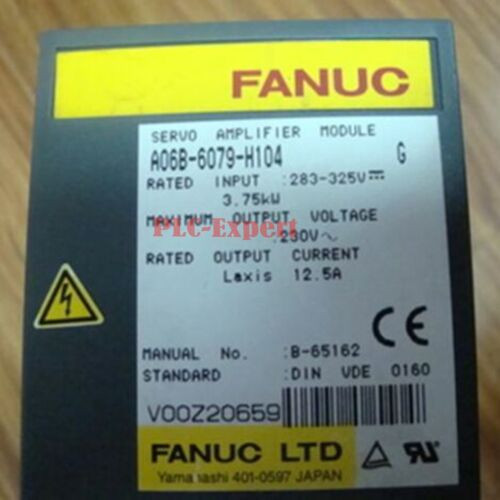 FANUC
SERVO AMPLIFIER MODULE
A06B-6079-H104 G
RATED INPUT :283-325V
3.75kW
MAXIMUM OUTPUT VOLTAGE
PLC-Expert
:230V~
RATED OUTPUT CURRENT
Laxis 12.5A
CE
MANUAL No. :B-65162
STANDARD :DIN VDE 0160
V00Z20659
FANUC LTD
Yamanashi 401-0597 JAPAN